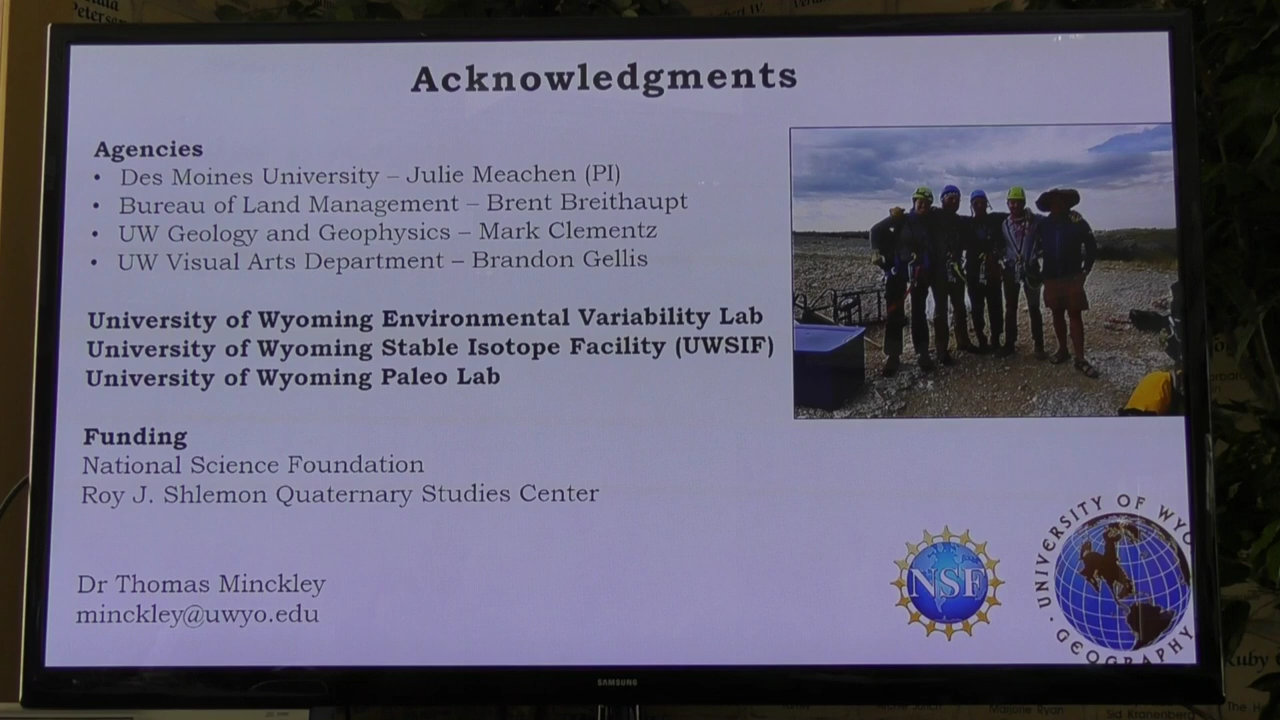 Acknowledgments
Agencies
• Des Moines University – Julie Meachen (PI)
• Bureau of Land Management – Brent Breithaupt
• UW Geology and Geophysics – Mark Clementz
• UW Visual Arts Department – Brandon Gellis
University of Wyoming Environmental Variability Lab
University of Wyoming Stable Isotope Facility (UWSIF)
University of Wyoming Paleo Lab
Funding
National Science Foundation
Roy J. Shlemon Quaternary Studies Center
Dr Thomas Minckley
minckley@uwyo.edu
NSF
UNIVERSITY OF WYO
· GEOGRAPHY
SAMSUNG
Marjorie Ryan